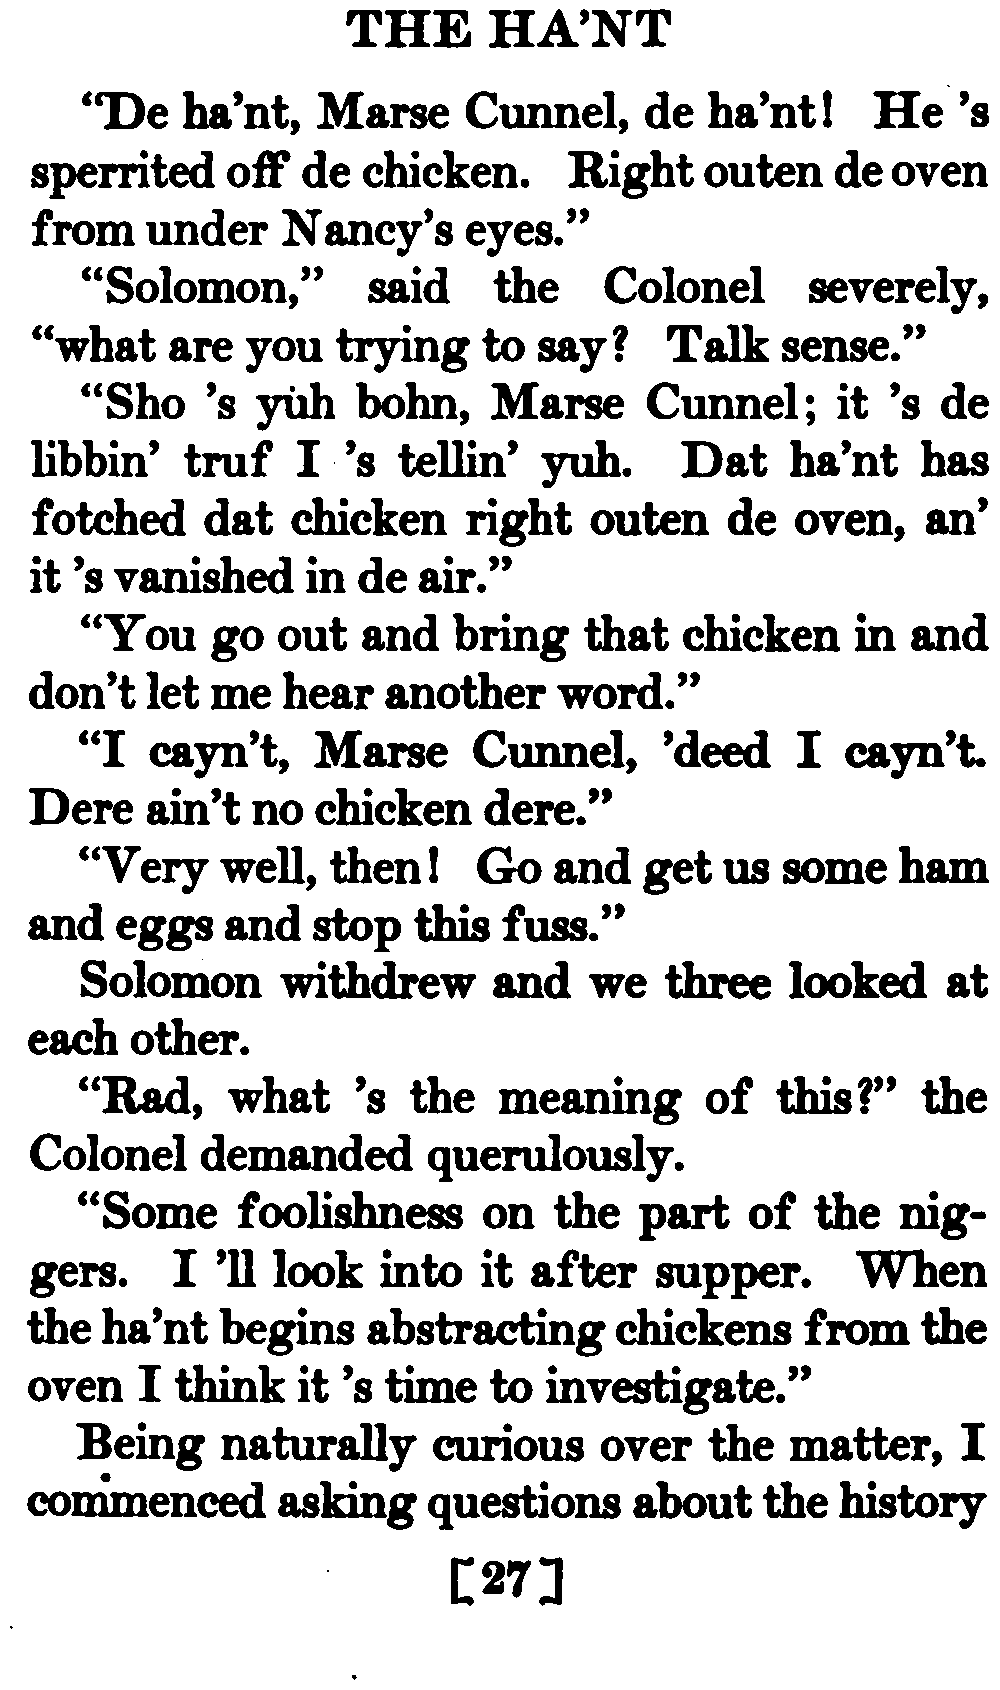 THE HA'NT
"De ha'nt, Marse Cunnel, de ha'nt! He 's
sperrited off de chicken. Right outen de oven
from under Nancy's eyes."
"Solomon," said the Colonel severely,
"what are you trying to say? Talk sense."
"Sho 's yuh bohn, Marse Cunnel; it 's de
libbin' truf I 's tellin' yuh. Dat ha'nt has
fotched dat chicken right outen de oven, an'
it 's vanished in de air."
"You go out and bring that chicken in and
don't let me hear another word."
"I cayn't, Marse Cunnel, 'deed I cayn't.
Dere ain't no chicken dere."
"Very well, then! Go and get us some ham
and eggs and stop this fuss."
Solomon withdrew and we three looked at
each other.
"Rad, what 's the meaning of this?" the
Colonel demanded querulously.
"Some foolishness on the part of the nig-
gers. I 'll look into it after supper. When
the ha'nt begins abstracting chickens from the
oven I think it 's time to investigate."
Being naturally curious over the matter, I
commenced asking questions about the history
[27]